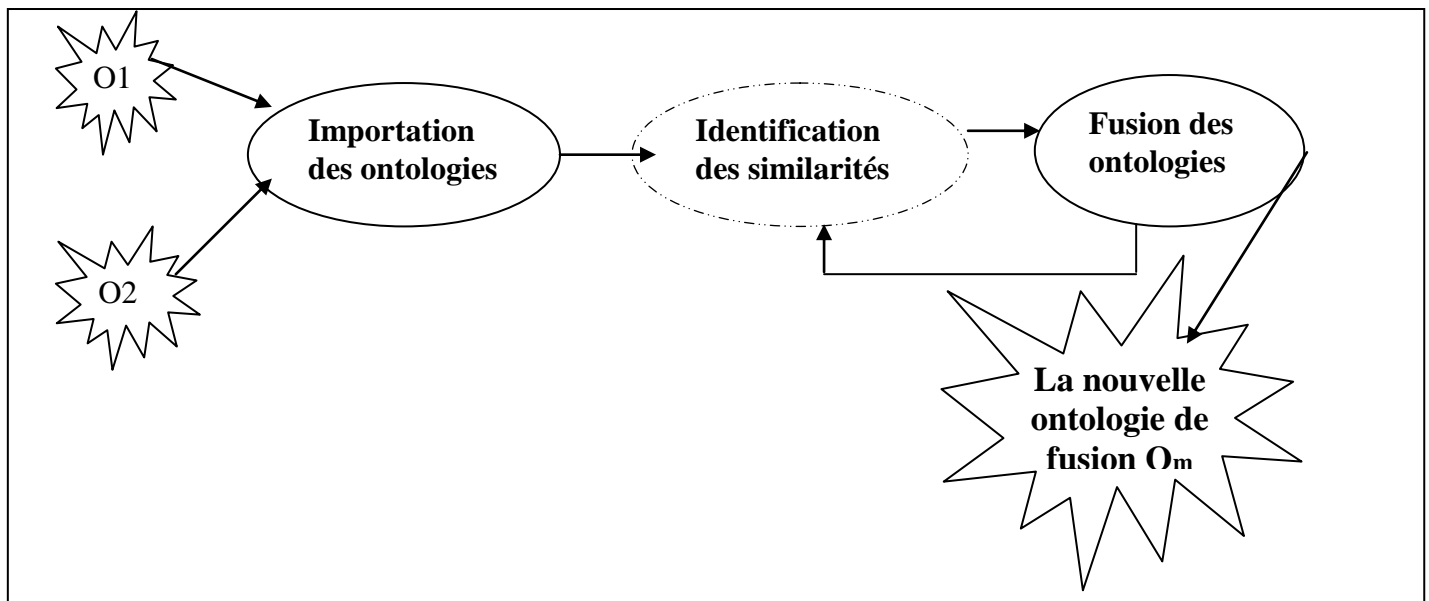 O1
Importation
des ontologies
Identification
des similarités
Fusion des
ontologies
O2
La nouvelle
ontologie de
fusion Om